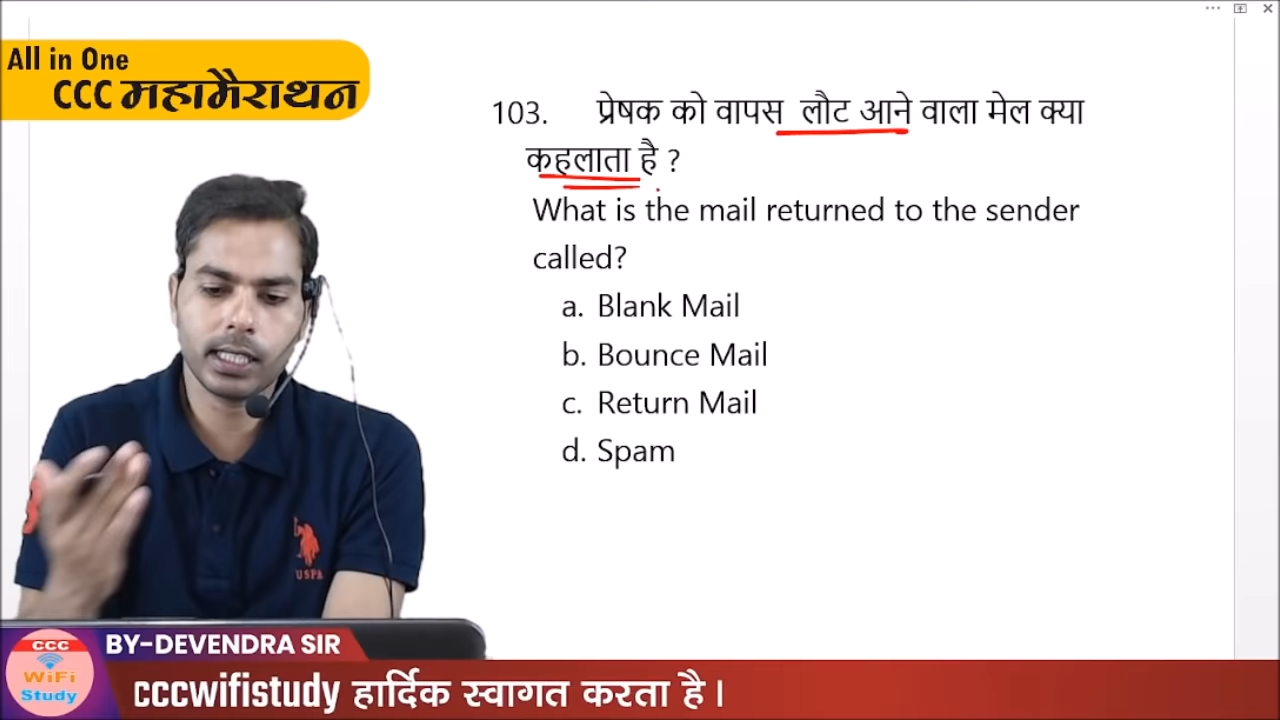 All in One
CCC महामैराथन
103. प्रेषक को वापस लौट आने वाला मेल क्या
कहलाता है ?
What is the mail returned to the sender
called?
a. Blank Mail
b. Bounce Mail
c. Return Mail
d. Spam
3
USPA
BY-DEVENDRA SIR
CCC
WiFi
Study
cccwifistudy हार्दिक स्वागत करता है।